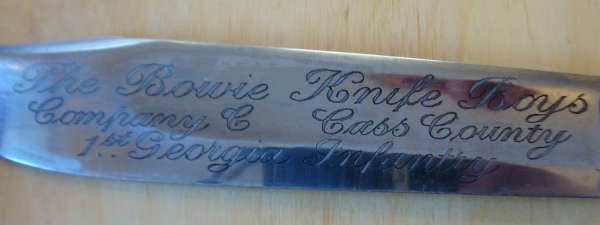 The Bowie Knife Boys
Company C Cass County
1st Georgia Infantry